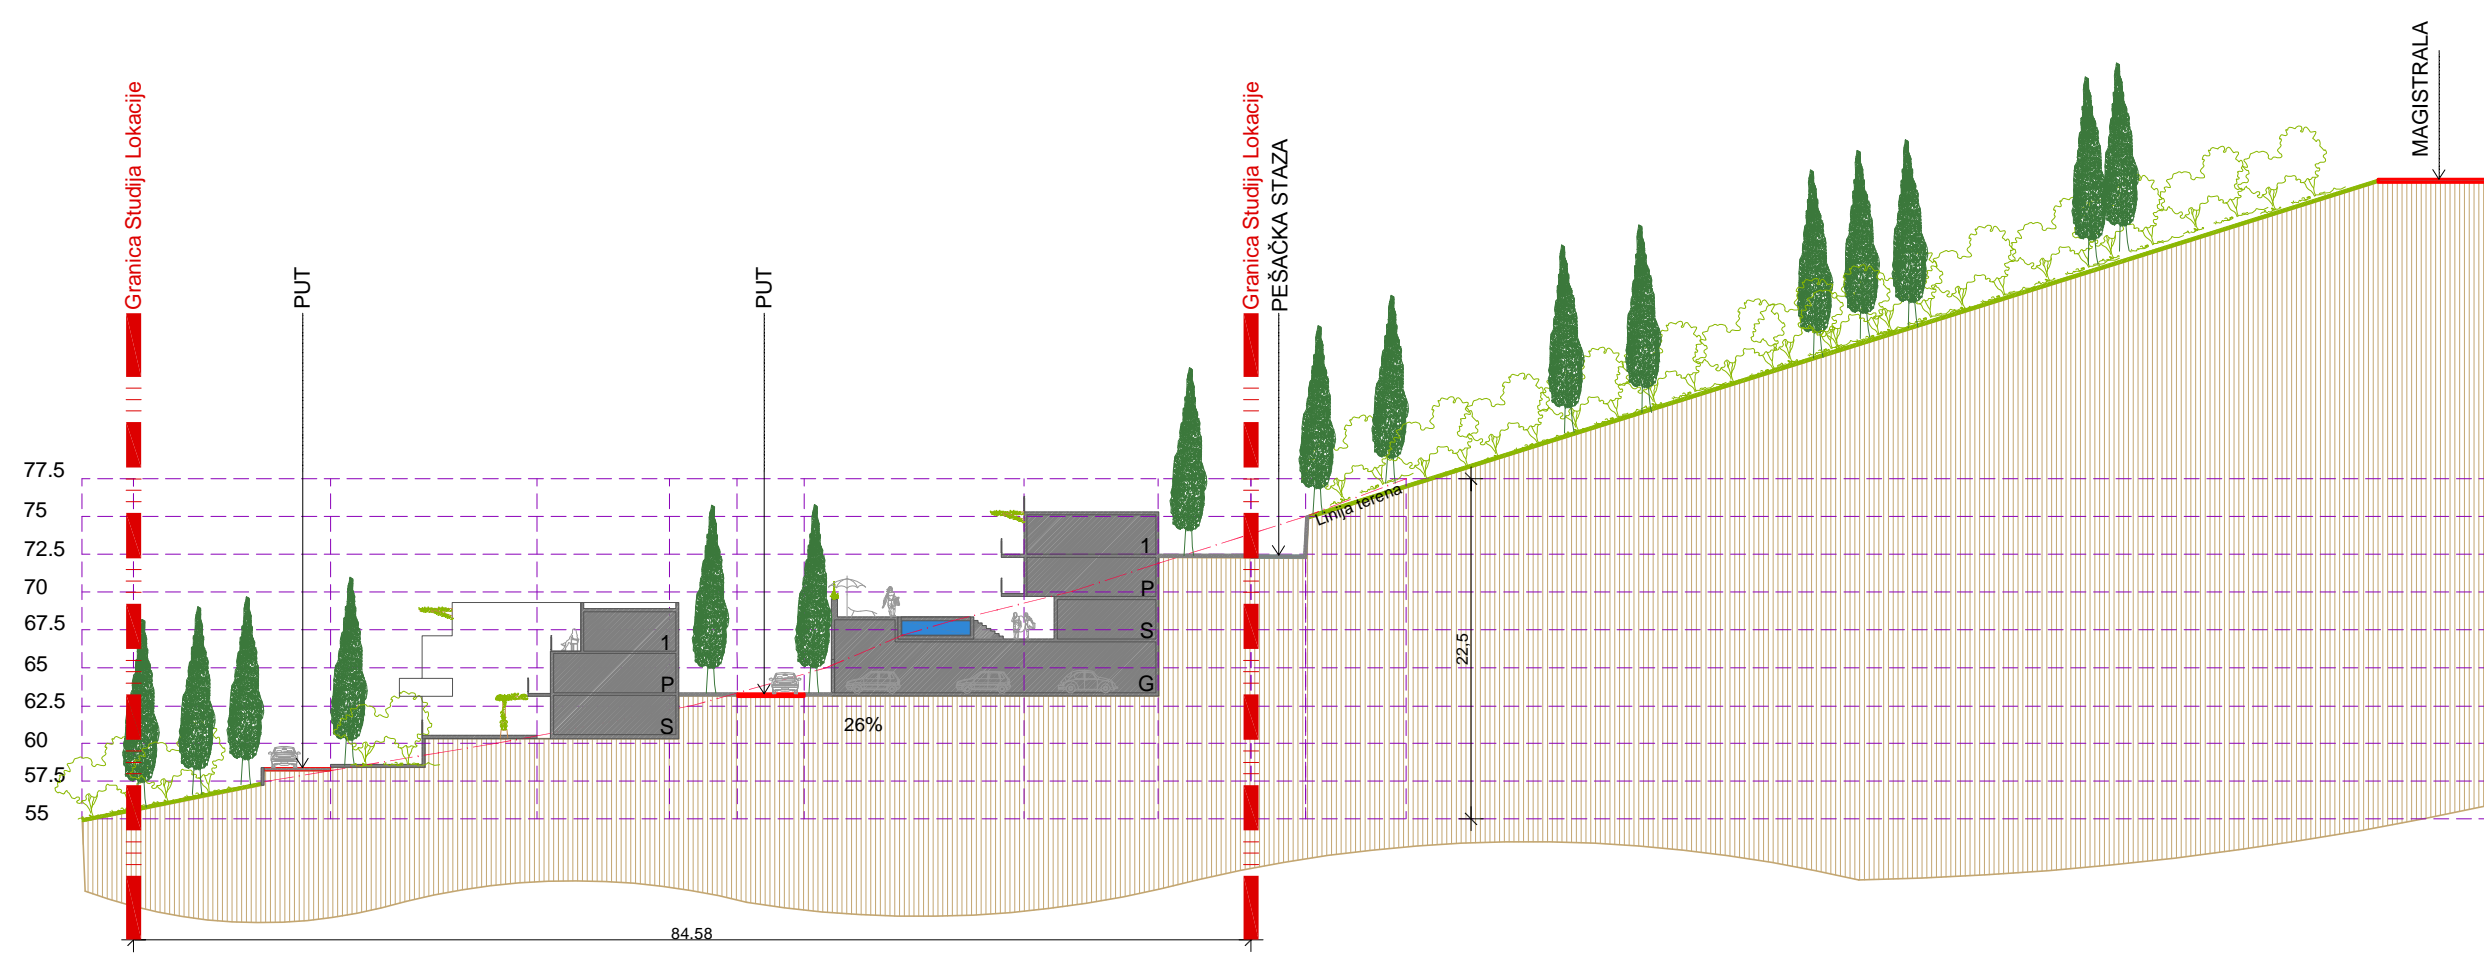 MAGISTRALA
Granica Studija Lokacije
Granica Studija Lokacije
PEŠAČKA STAZA
PUT
PUT
77.5
75
72.5
70
67.5
65
62.5
60
57.5
55
Linija terena
1
P
S
G
1
P
S
22,5
26%
84.58